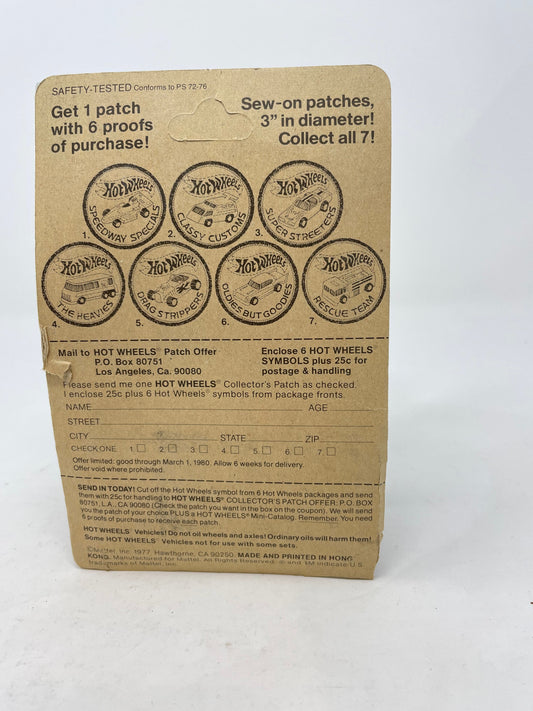 SAFETY-TESTED Conforms to PS 72-76
Get 1 patch
with 6 proofs
of purchase!
Sew-on patches,
3" in diameter!
Collect all 7!
Hot Wheels
SPEEDWAY SPECIALS
1.
Hot Wheels
CLASSY CUSTOMS
2.
Hot Wheels
SUPER STREETERS
3.
Hot Wheels
THE HEAVIES
4.
Hot Wheels
DRAG STRIPPERS
5.
Hot Wheels
OLDIES BUT GOODIES
6.
Hot Wheels
RESCUE TEAM
7.
Mail to HOT WHEELS® Patch Offer
P.O. Box 80751
Los Angeles, Ca. 90080
Enclose 6 HOT WHEELS®
SYMBOLS plus 25c for
postage & handling
Please send me one HOT WHEELS® Collector's Patch as checked.
I enclose 25c plus 6 Hot Wheels® symbols from package fronts.
NAME AGE
STREET
CITY STATE ZIP
CHECK ONE 1. 2. 3. 4. 5. 6. 7.
Offer limited: good through March 1, 1980. Allow 6 weeks for delivery.
Offer void where prohibited.
SEND IN TODAY! Cut off the Hot Wheels symbol from 6 Hot Wheels packages and send
them with 25c for handling to HOT WHEELS® COLLECTOR'S PATCH OFFER, P.O. BOX
80751, L.A., CA 90080 (Check the patch you want in the box on the coupon). We will send
you the patch of your choice PLUS a HOT WHEELS® Mini-Catalog. Remember. You need
6 proofs of purchase to receive each patch.
HOT WHEELS® Vehicles! Do not oil wheels and axles! Ordinary oils will harm them!
Some HOT WHEELS® Vehicles not for use with some sets.
©Mattel, Inc. 1977, Hawthorne, CA 90250. MADE AND PRINTED IN HONG
KONG. Manufactured for Mattel. All Rights Reserved. ® and TM indicate U.S.
Trademarks of Mattel, Inc.